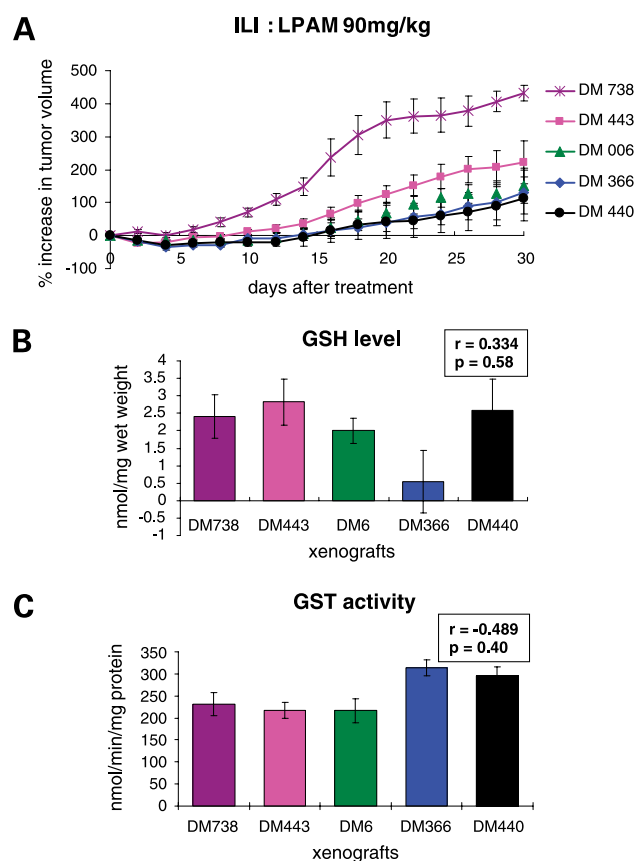 A
ILI : LPAM 90mg/kg
% increase in tumor volume
500
400
300
200
100
0
-100
0
5
10
15
20
25
30
days after treatment
DM 738
DM 443
DM 006
DM 366
DM 440
B
GSH level
r = 0.334
p = 0.58
nmol/mg wet weight
4
3.5
3
2.5
2
1.5
1
0.5
0
-0.5
-1
DM738
DM443
DM6
DM366
DM440
xenografts
C
GST activity
r = -0.489
p = 0.40
nmol/min/mg protein
350
300
250
200
150
100
50
0
DM738
DM443
DM6
DM366
DM440
xenografts